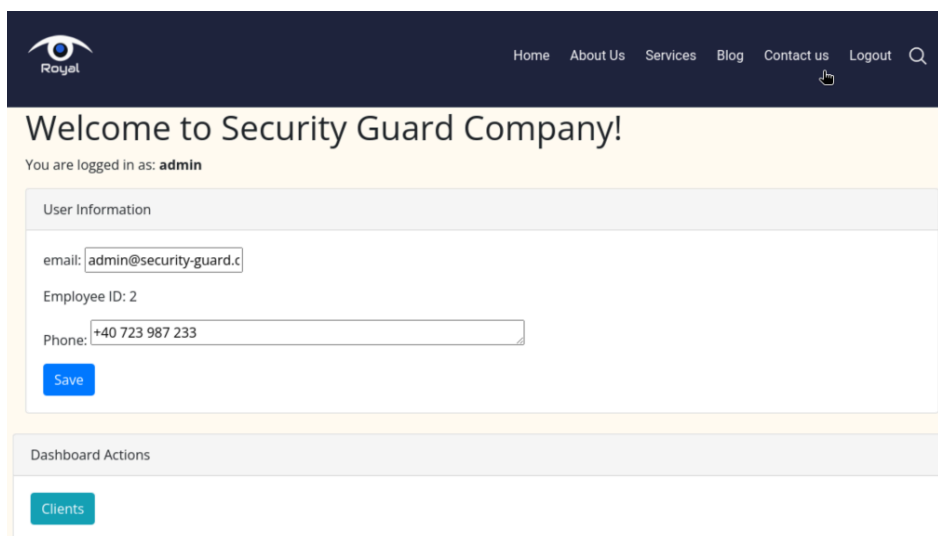 Royal
Home About Us Services Blog Contact us Logout
Welcome to Security Guard Company!
You are logged in as: admin
User Information
email: admin@security-guard.c
Employee ID: 2
Phone: +40 723 987 233
Save
Dashboard Actions
Clients